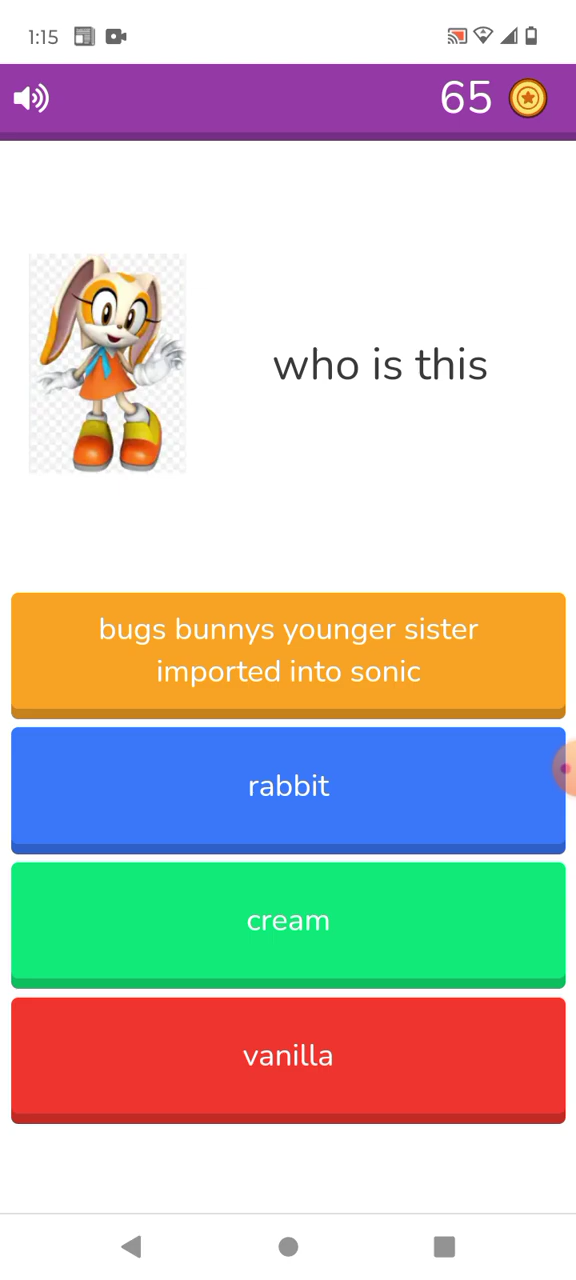 1:15
65
who is this
bugs bunnys younger sister
imported into sonic
rabbit
cream
vanilla